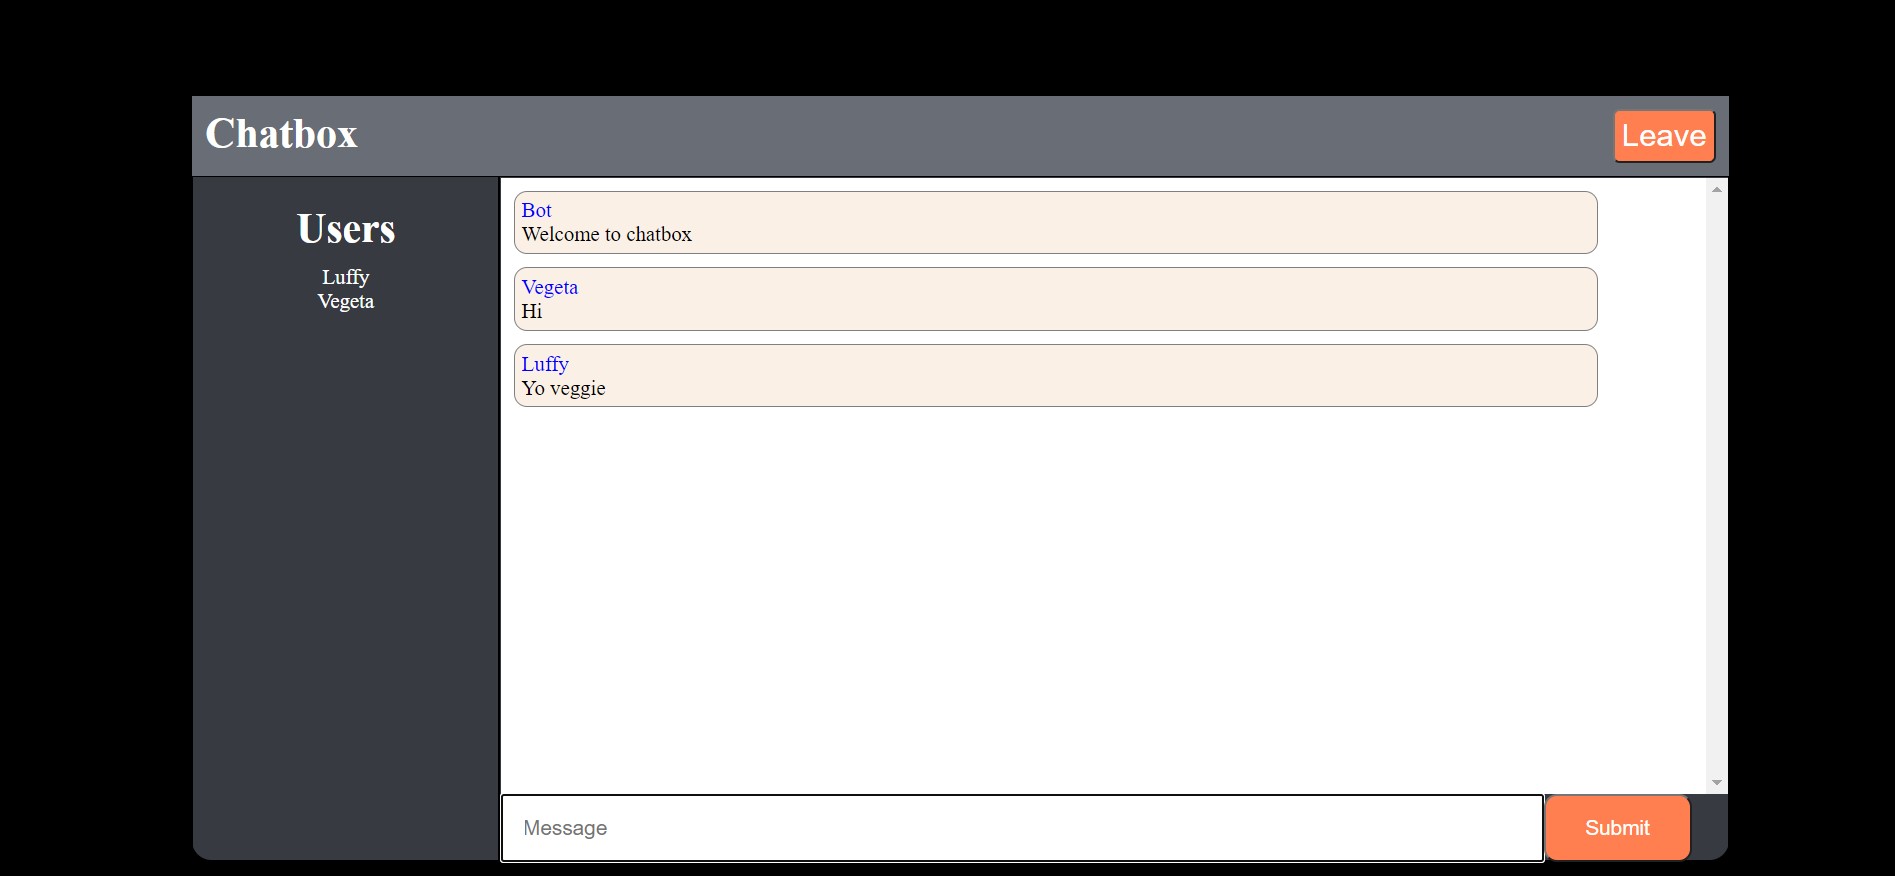 Chatbox
Leave
Users
Luffy
Vegeta
Bot
Welcome to chatbox
Vegeta
Hi
Luffy
Yo veggie
Message
Submit